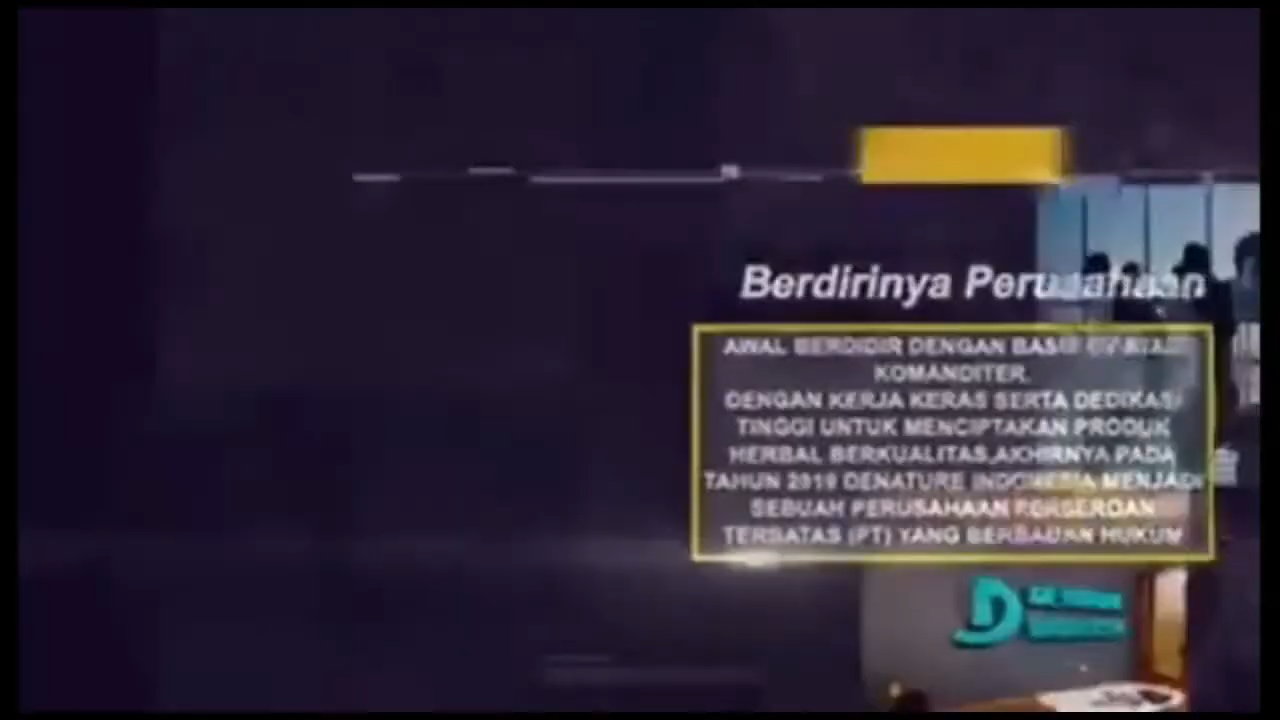 Berdirinya Perusahaan
AWAL BERDIDIR DENGAN BASIS
KOMANDITER.
DENGAN KERJA KERAS SERTA DEDIKASI
TINGGI UNTUK MENCIPTAKAN PRODUK
HERBAL BERKUALITAS,AKHIRNYA PADA
TAHUN 2019 DENATURE INDONESIA MENJADI
SEBUAH PERUSAHAAN PERSEROAN
TERBATAS (PT) YANG BERBADAN HUKUM